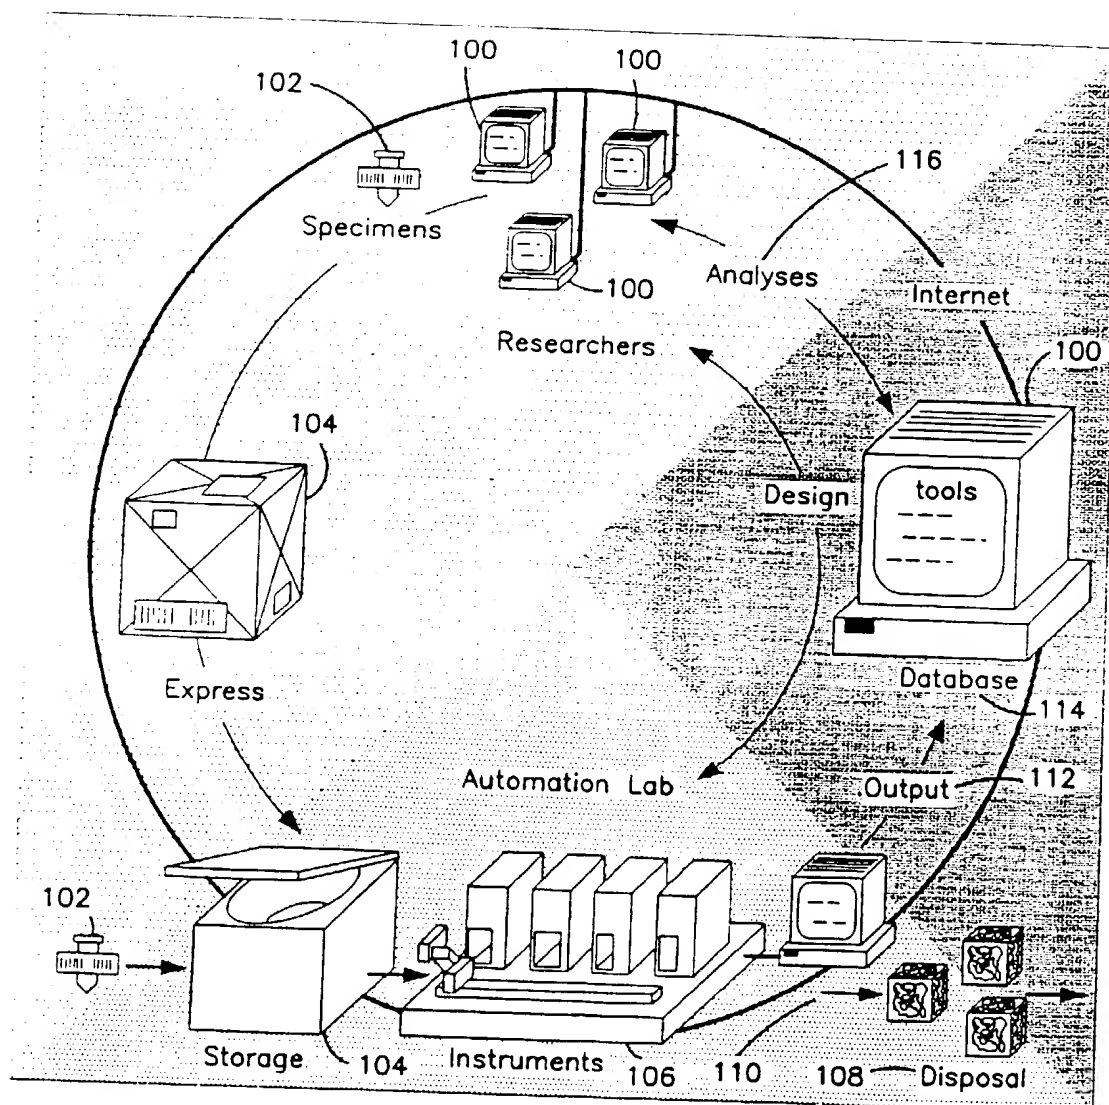 100
100
102
116
Specimens
100
Analyses
Internet
Researchers
100
104
Design
tools
Express
Database
114
Automation Lab
Output
112
102
Storage
104
Instruments
106
110
108
Disposal